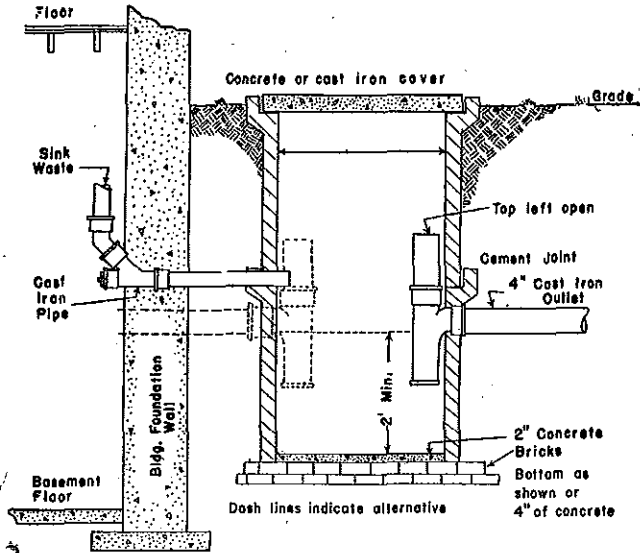 Floor
Concrete or cast iron cover
Grade
Sink
Waste
Top left open
Cement Joint
4" Cast Iron
Outlet
Cast
Iron
Pipe
Bldg. Foundation
Wall
2' Min.
2" Concrete
Bricks
Bottom as
shown or
4" of concrete
Basement
Floor
Dash lines indicate alternative